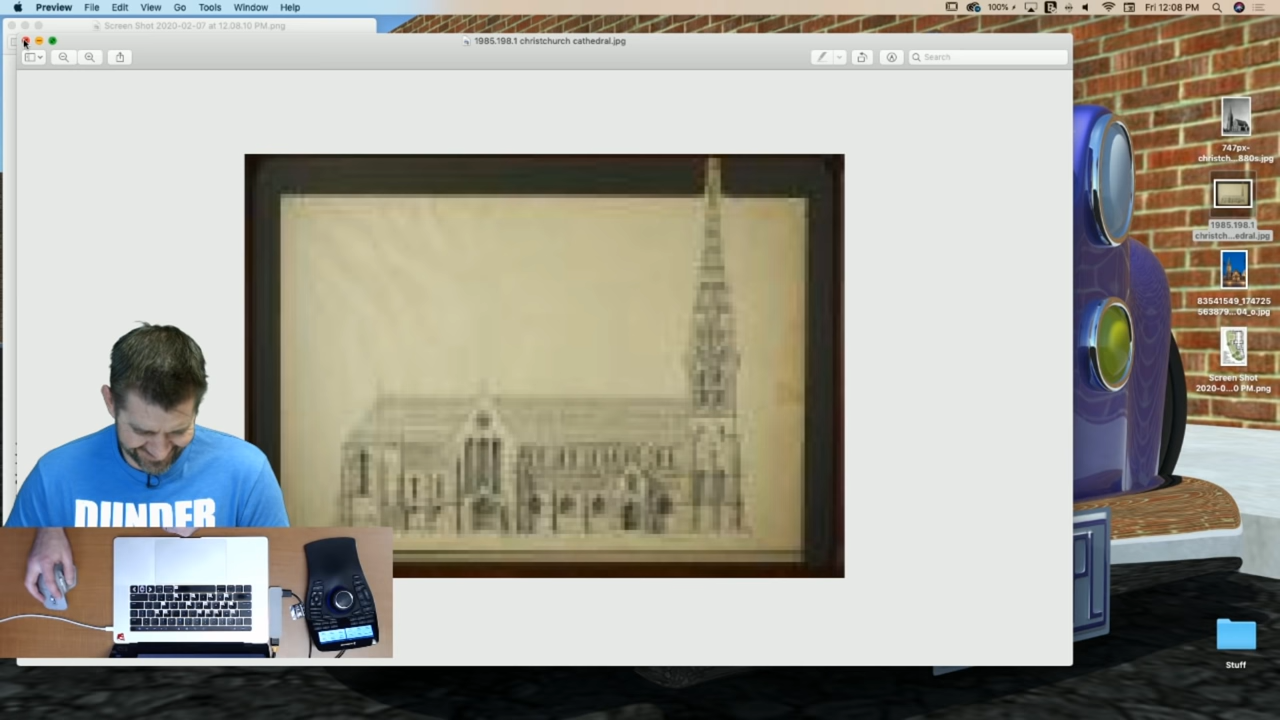 Preview File Edit View Go Tools Window Help
100% Fri 12:08 PM
Screen Shot 2020-02-07 at 12.08.10 PM.png
1985.198.1 christchurch cathedral.jpg
Search
747px-
christch...880s.jpg
1985.198.1
christch...edral.jpg
83541549_174725
563879...04_o.jpg
Screen Shot
2020-0...0 PM.png
DUNDER
Stuff